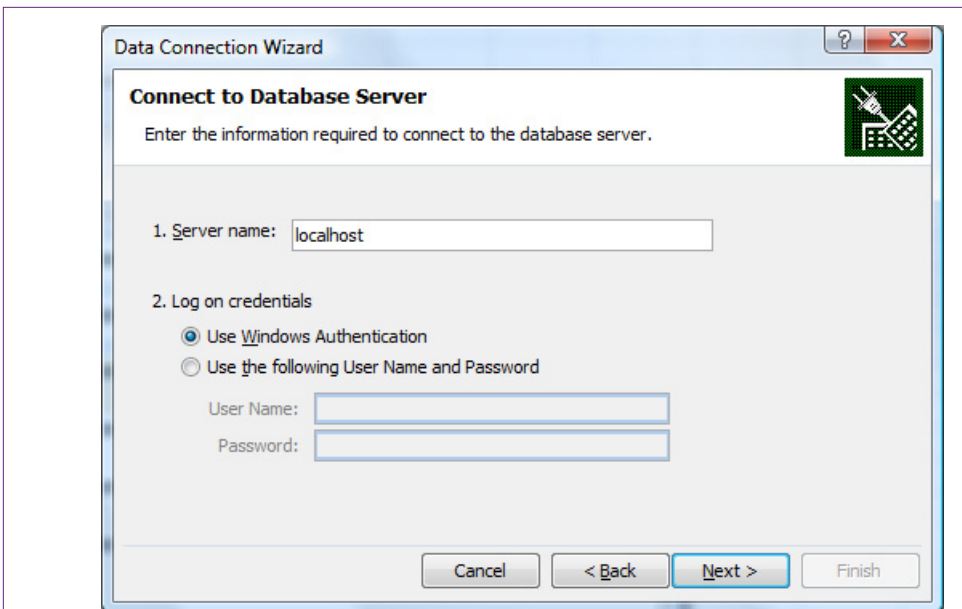 Data Connection Wizard
Connect to Database Server
Enter the information required to connect to the database server.
1. Server name: localhost
2. Log on credentials
Use Windows Authentication
Use the following User Name and Password
User Name:
Password:
Cancel < Back Next > Finish